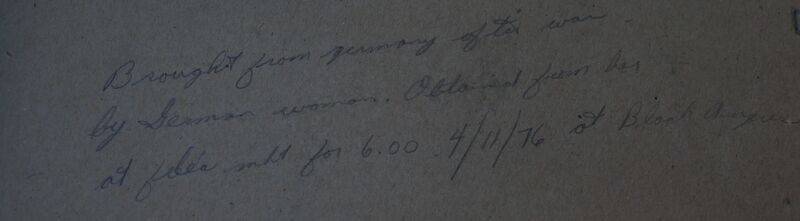 Brought from germany after war
by German woman. Obtained from her
at flea mkt for 6.00 4/11/76 at